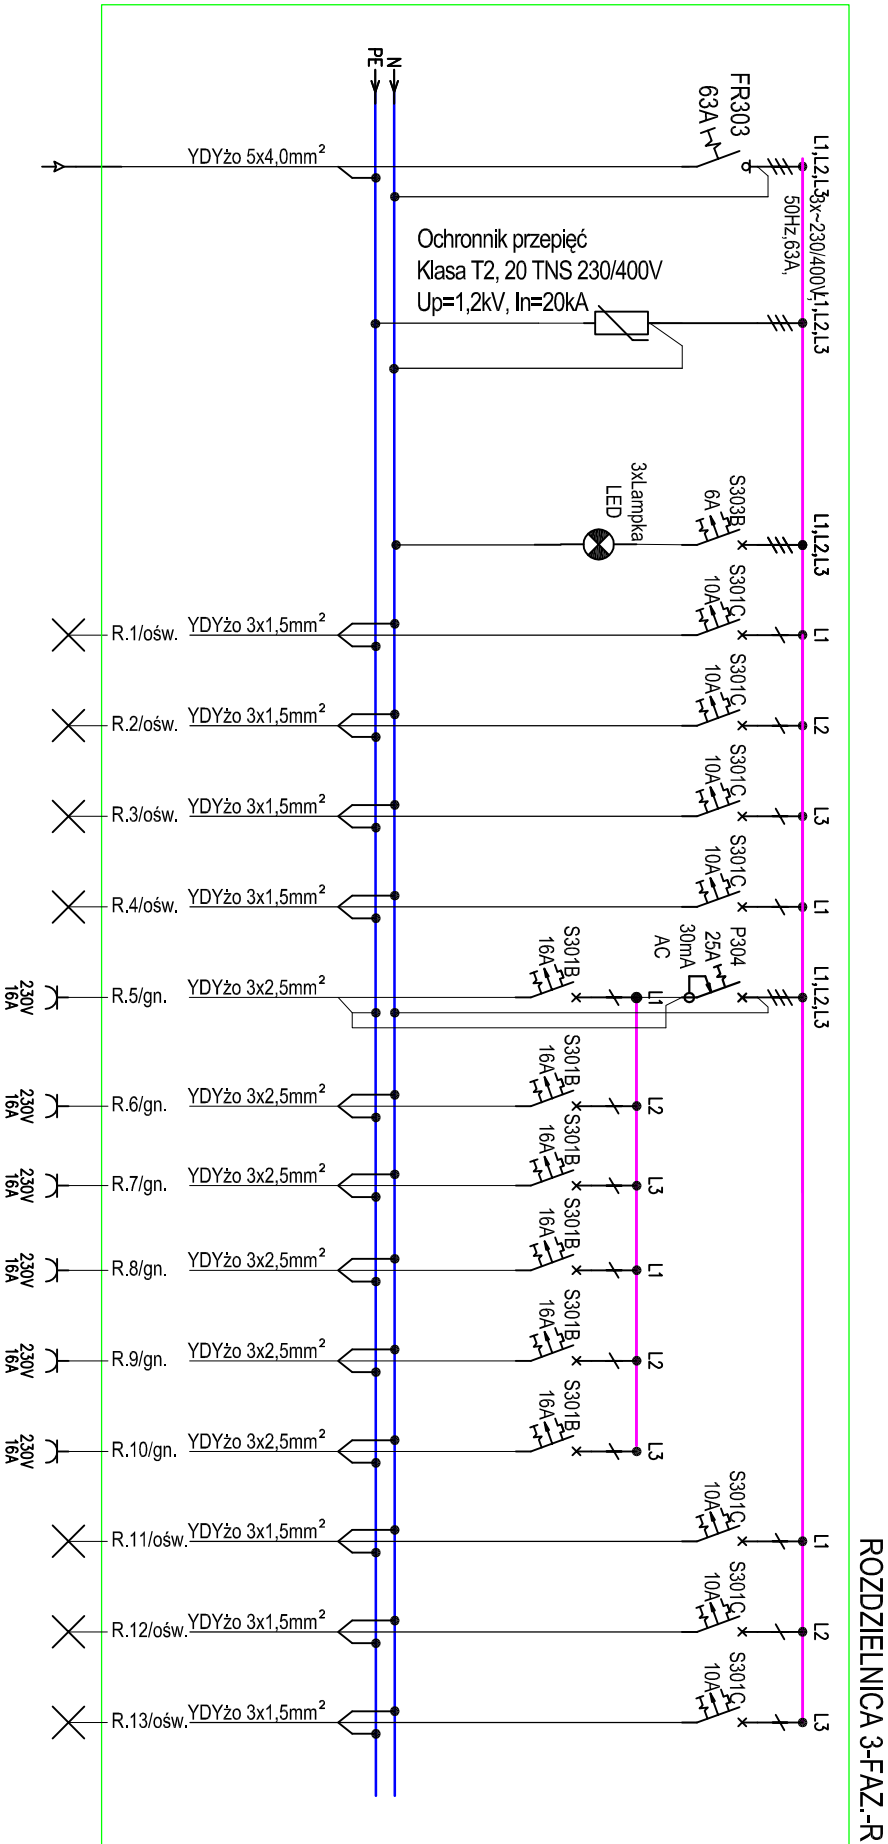 ROZDZIELNICA 3-FAZ.-R
PE
N
FR303
63A
L1,L2,L3
3x~230/400V,
50Hz,63A,
YDYżo 5x4,0mm²
Ochronnik przepięć
Klasa T2, 20 TNS 230/400V
Up=1,2kV, In=20kA
L1,L2,L3
3xLampka
LED
S303B
6A
L1,L2,L3
R.1/ośw.
YDYżo 3x1,5mm²
S301C
10A
L1
R.2/ośw.
YDYżo 3x1,5mm²
S301C
10A
L2
R.3/ośw.
YDYżo 3x1,5mm²
S301C
10A
L3
R.4/ośw.
YDYżo 3x1,5mm²
S301C
10A
L1
230V
16A
R.5/gn.
YDYżo 3x2,5mm²
S301B
16A
L1
P304
25A
30mA
AC
L1,L2,L3
230V
16A
R.6/gn.
YDYżo 3x2,5mm²
S301B
16A
L2
230V
16A
R.7/gn.
YDYżo 3x2,5mm²
S301B
16A
L3
230V
16A
R.8/gn.
YDYżo 3x2,5mm²
S301B
16A
L1
230V
16A
R.9/gn.
YDYżo 3x2,5mm²
S301B
16A
L2
230V
16A
R.10/gn.
YDYżo 3x2,5mm²
S301B
16A
L3
R.11/ośw.
YDYżo 3x1,5mm²
S301C
10A
L1
R.12/ośw.
YDYżo 3x1,5mm²
S301C
10A
L2
R.13/ośw.
YDYżo 3x1,5mm²
S301C
10A
L3